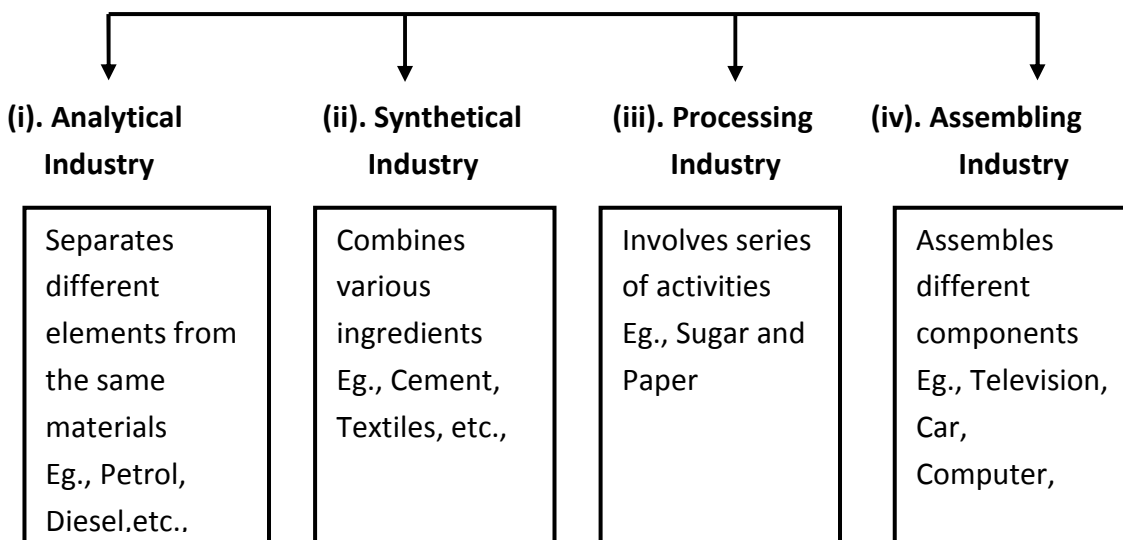 (i). Analytical
Industry
(ii). Synthetical
Industry
(iii). Processing
Industry
(iv). Assembling
Industry
Separates
different
elements from
the same
materials
Eg., Petrol,
Diesel.etc.,
Combines
various
ingredients
Eg., Cement,
Textiles, etc.,
Involves series
of activities
Eg., Sugar and
Paper
Assembles
different
components
Eg., Television,
Car,
Computer,